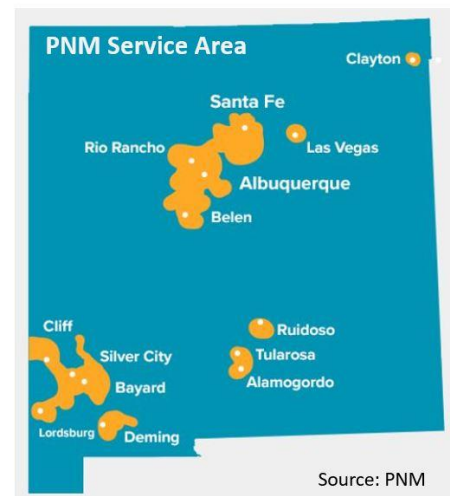 PNM Service Area
Clayton
Santa Fe
Rio Rancho
Las Vegas
Albuquerque
Belen
Ruidoso
Cliff
Tularosa
Silver City
Alamogordo
Bayard
Lordsburg
Deming
Source: PNM